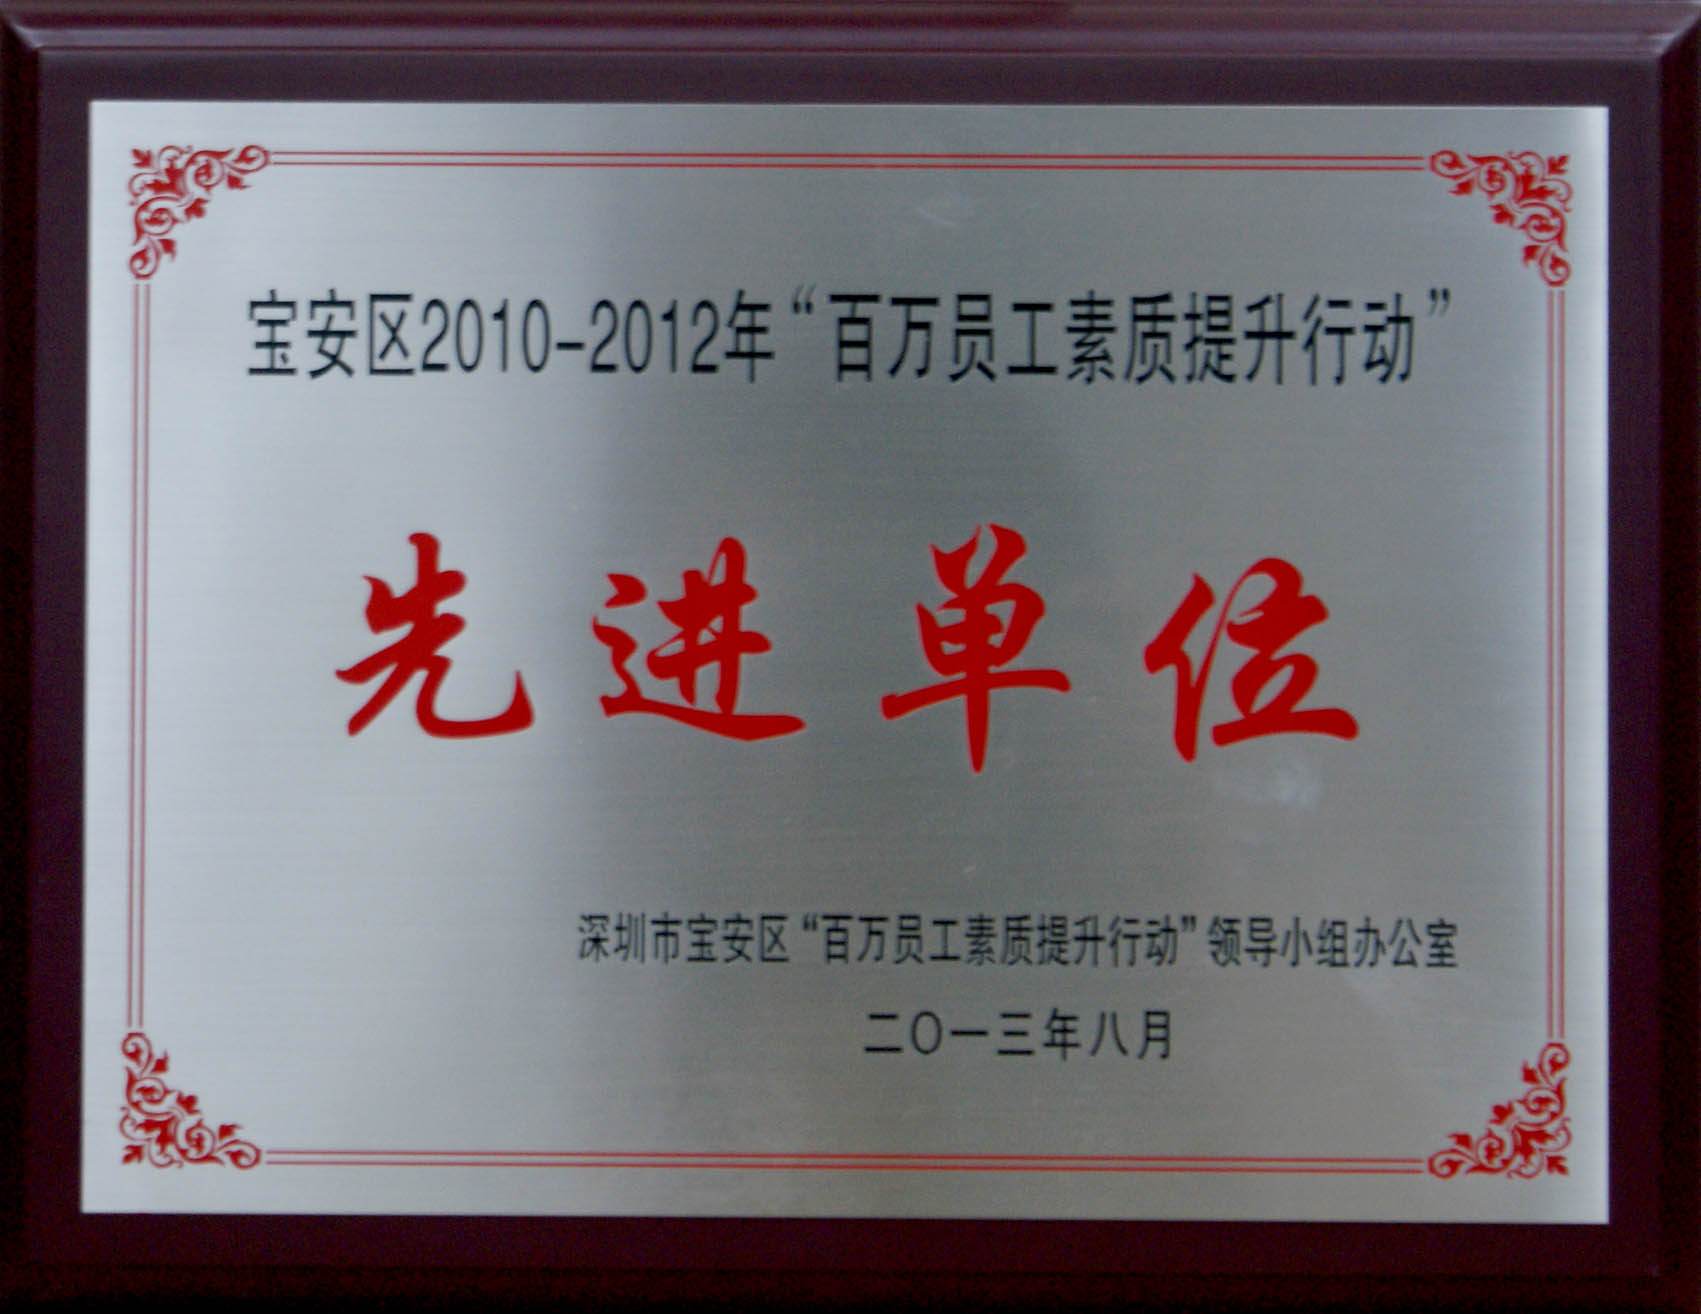 宝安区2010-2012年“百万员工素质提升行动”
先进单位
深圳市宝安区“百万员工素质提升行动”领导小组办公室
二〇一三年八月